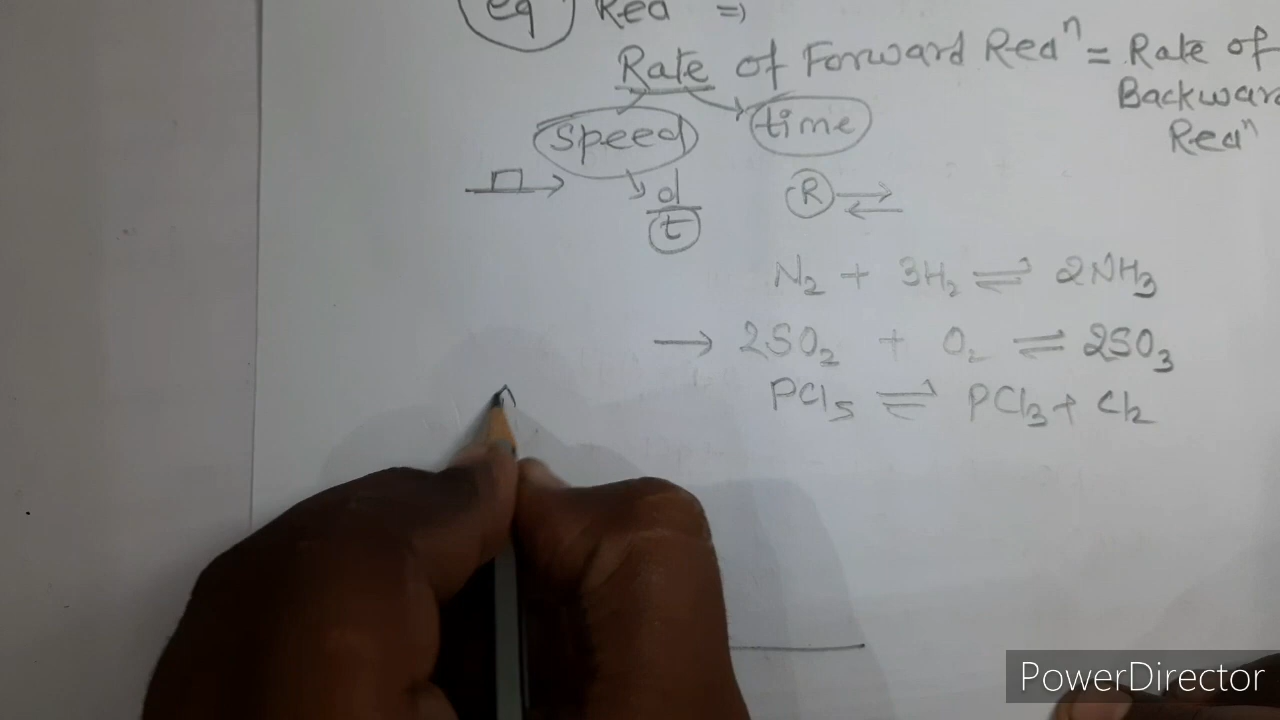 eq Rea ⇒
Rate of Forward Reaⁿ = Rate of
Backward
Reaⁿ
Speed time
d/t R ⇌
N₂ + 3H₂ ⇌ 2NH₃
→ 2SO₂ + O₂ ⇌ 2SO₃
PCl₅ ⇌ PCl₃ + Cl₂
PowerDirector